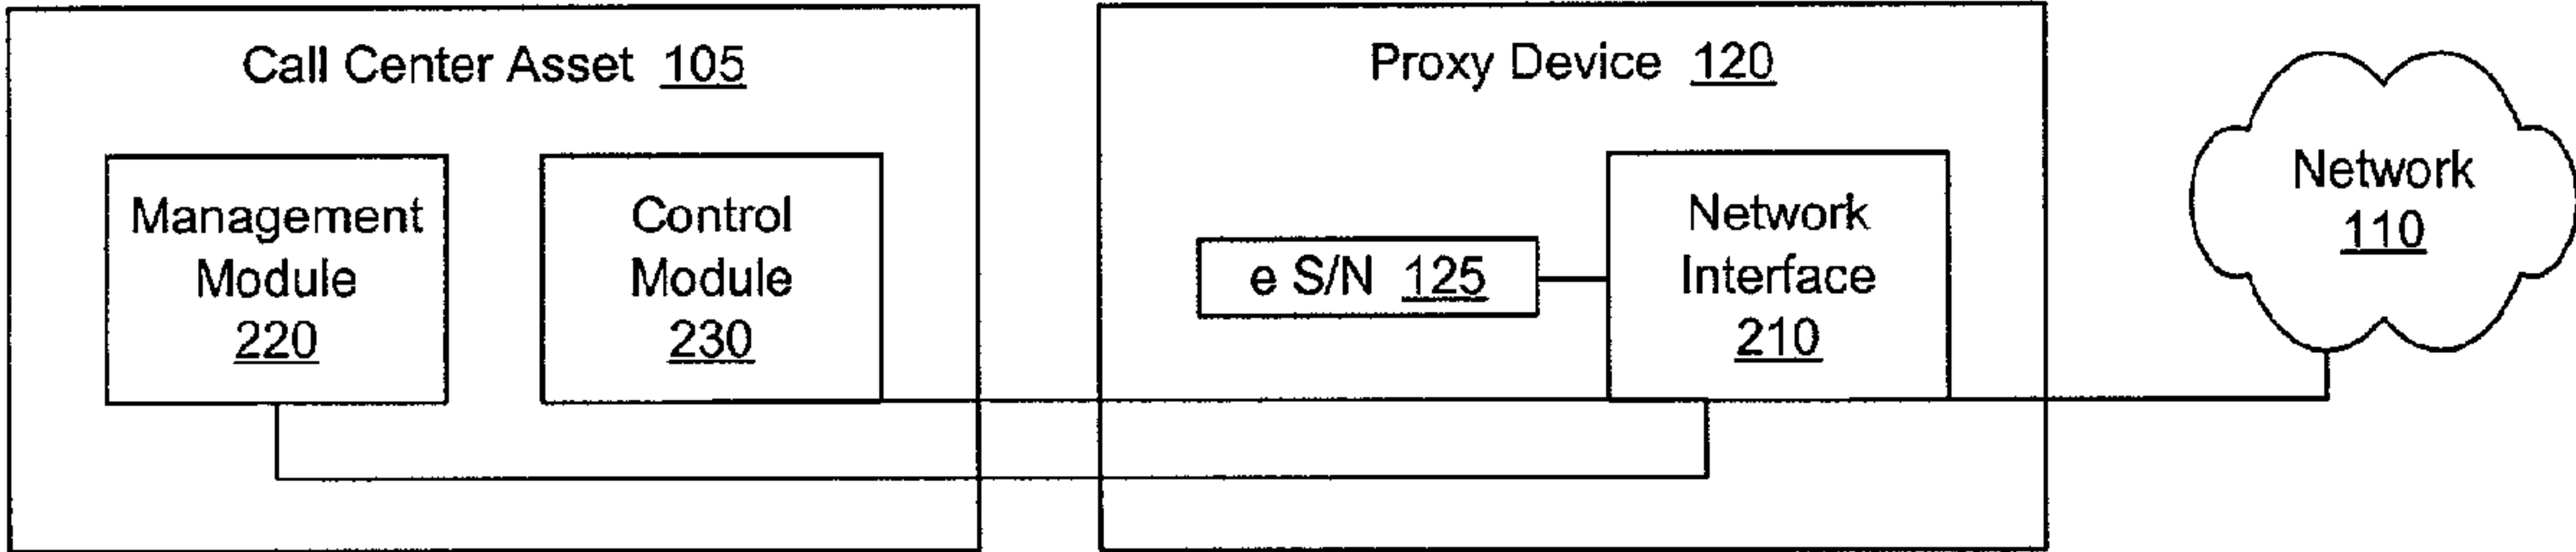 Call Center Asset 105
Management
Module
220
Control
Module
230
Proxy Device 120
e S/N 125
Network
Interface
210
Network
110